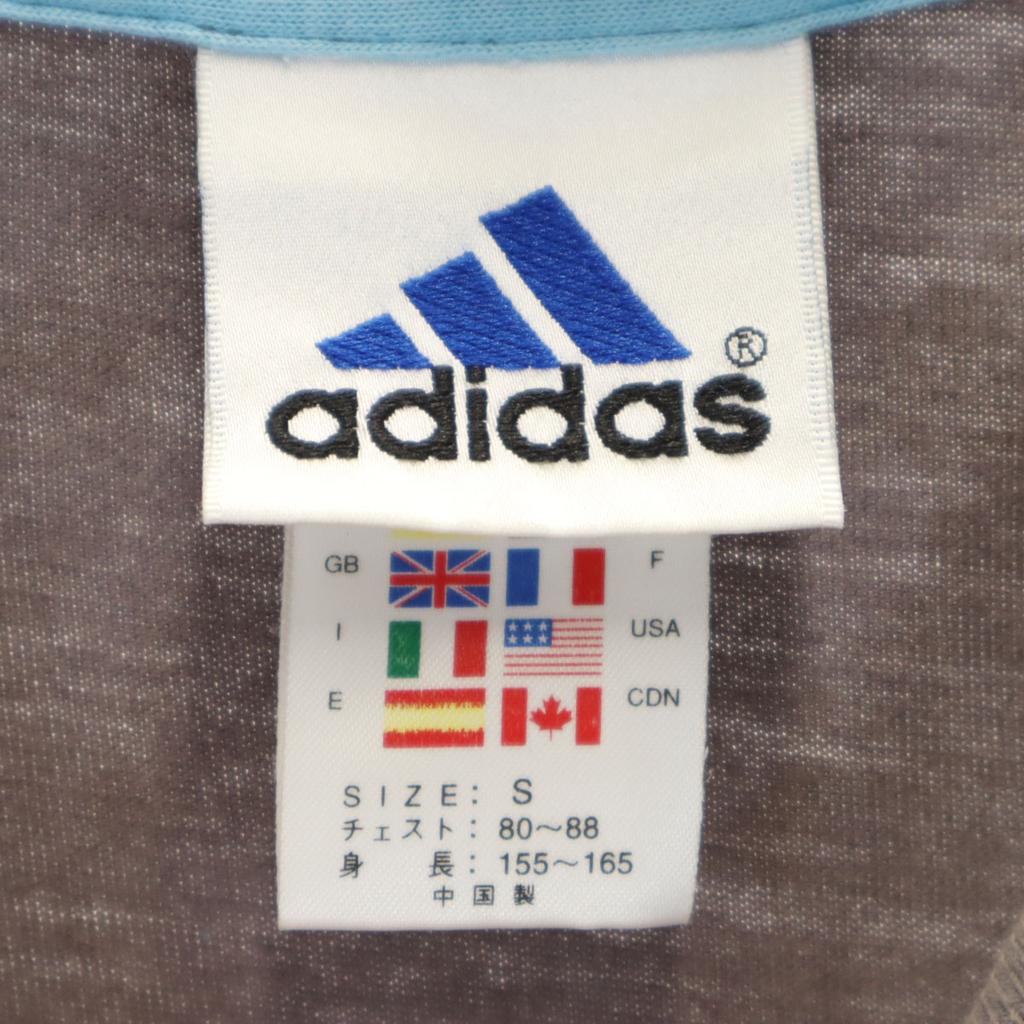 adidas®
GB F
I USA
E CDN
SIZE: S
チェスト: 80～88
身長: 155～165
中国製